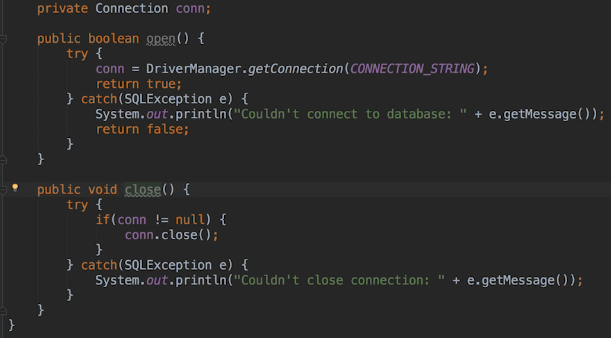 private Connection conn;
public boolean open() {
try {
conn = DriverManager.getConnection(CONNECTION_STRING);
return true;
} catch(SQLException e) {
System.out.println("Couldn't connect to database: " + e.getMessage());
return false;
}
}
public void close() {
try {
if(conn != null) {
conn.close();
}
} catch(SQLException e) {
System.out.println("Couldn't close connection: " + e.getMessage());
}
}
}